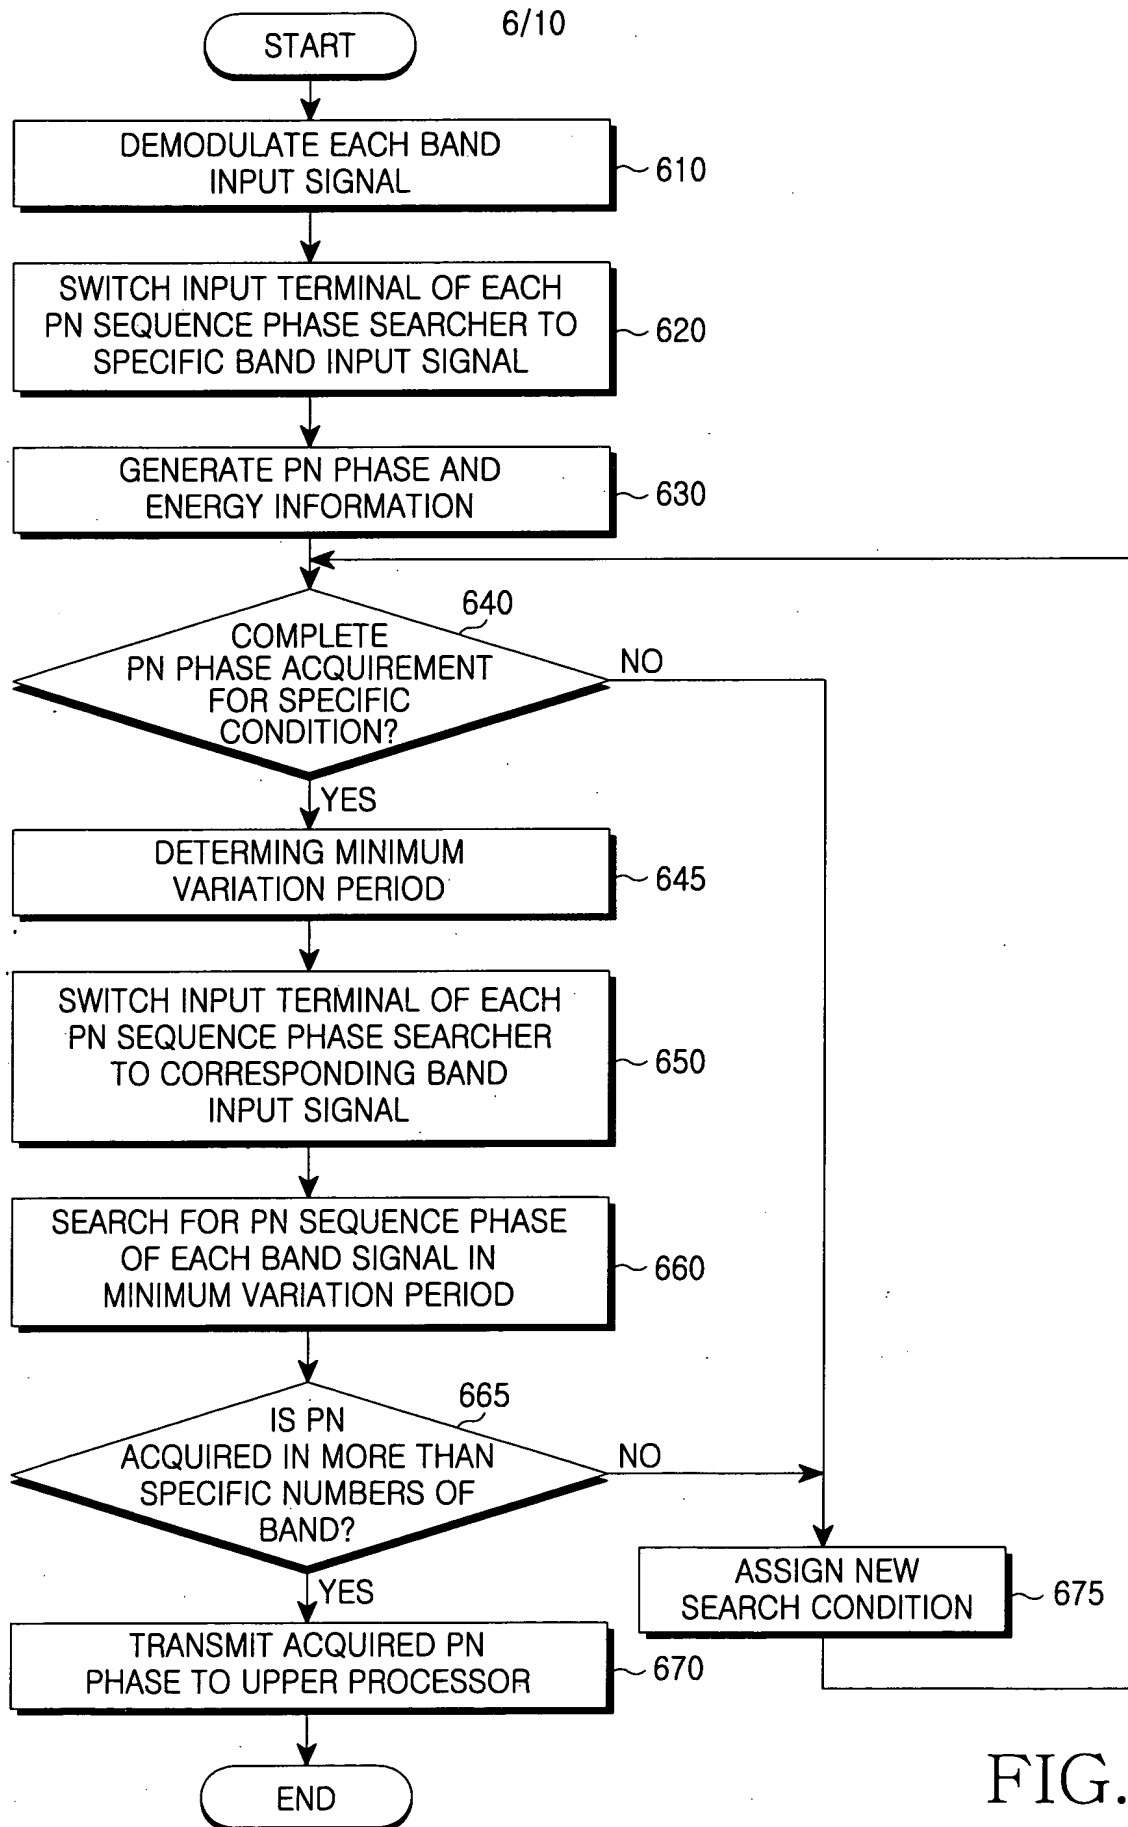 6/10
START
DEMODULATE EACH BAND
INPUT SIGNAL
610
SWITCH INPUT TERMINAL OF EACH
PN SEQUENCE PHASE SEARCHER TO
SPECIFIC BAND INPUT SIGNAL
620
GENERATE PN PHASE AND
ENERGY INFORMATION
630
640
COMPLETE
PN PHASE ACQUIREMENT
FOR SPECIFIC
CONDITION?
NO
YES
DETERMING MINIMUM
VARIATION PERIOD
645
SWITCH INPUT TERMINAL OF EACH
PN SEQUENCE PHASE SEARCHER
TO CORRESPONDING BAND
INPUT SIGNAL
650
SEARCH FOR PN SEQUENCE PHASE
OF EACH BAND SIGNAL IN
MINIMUM VARIATION PERIOD
660
665
IS PN
ACQUIRED IN MORE THAN
SPECIFIC NUMBERS OF
BAND?
NO
YES
ASSIGN NEW
SEARCH CONDITION
675
TRANSMIT ACQUIRED PN
PHASE TO UPPER PROCESSOR
670
END
FIG.